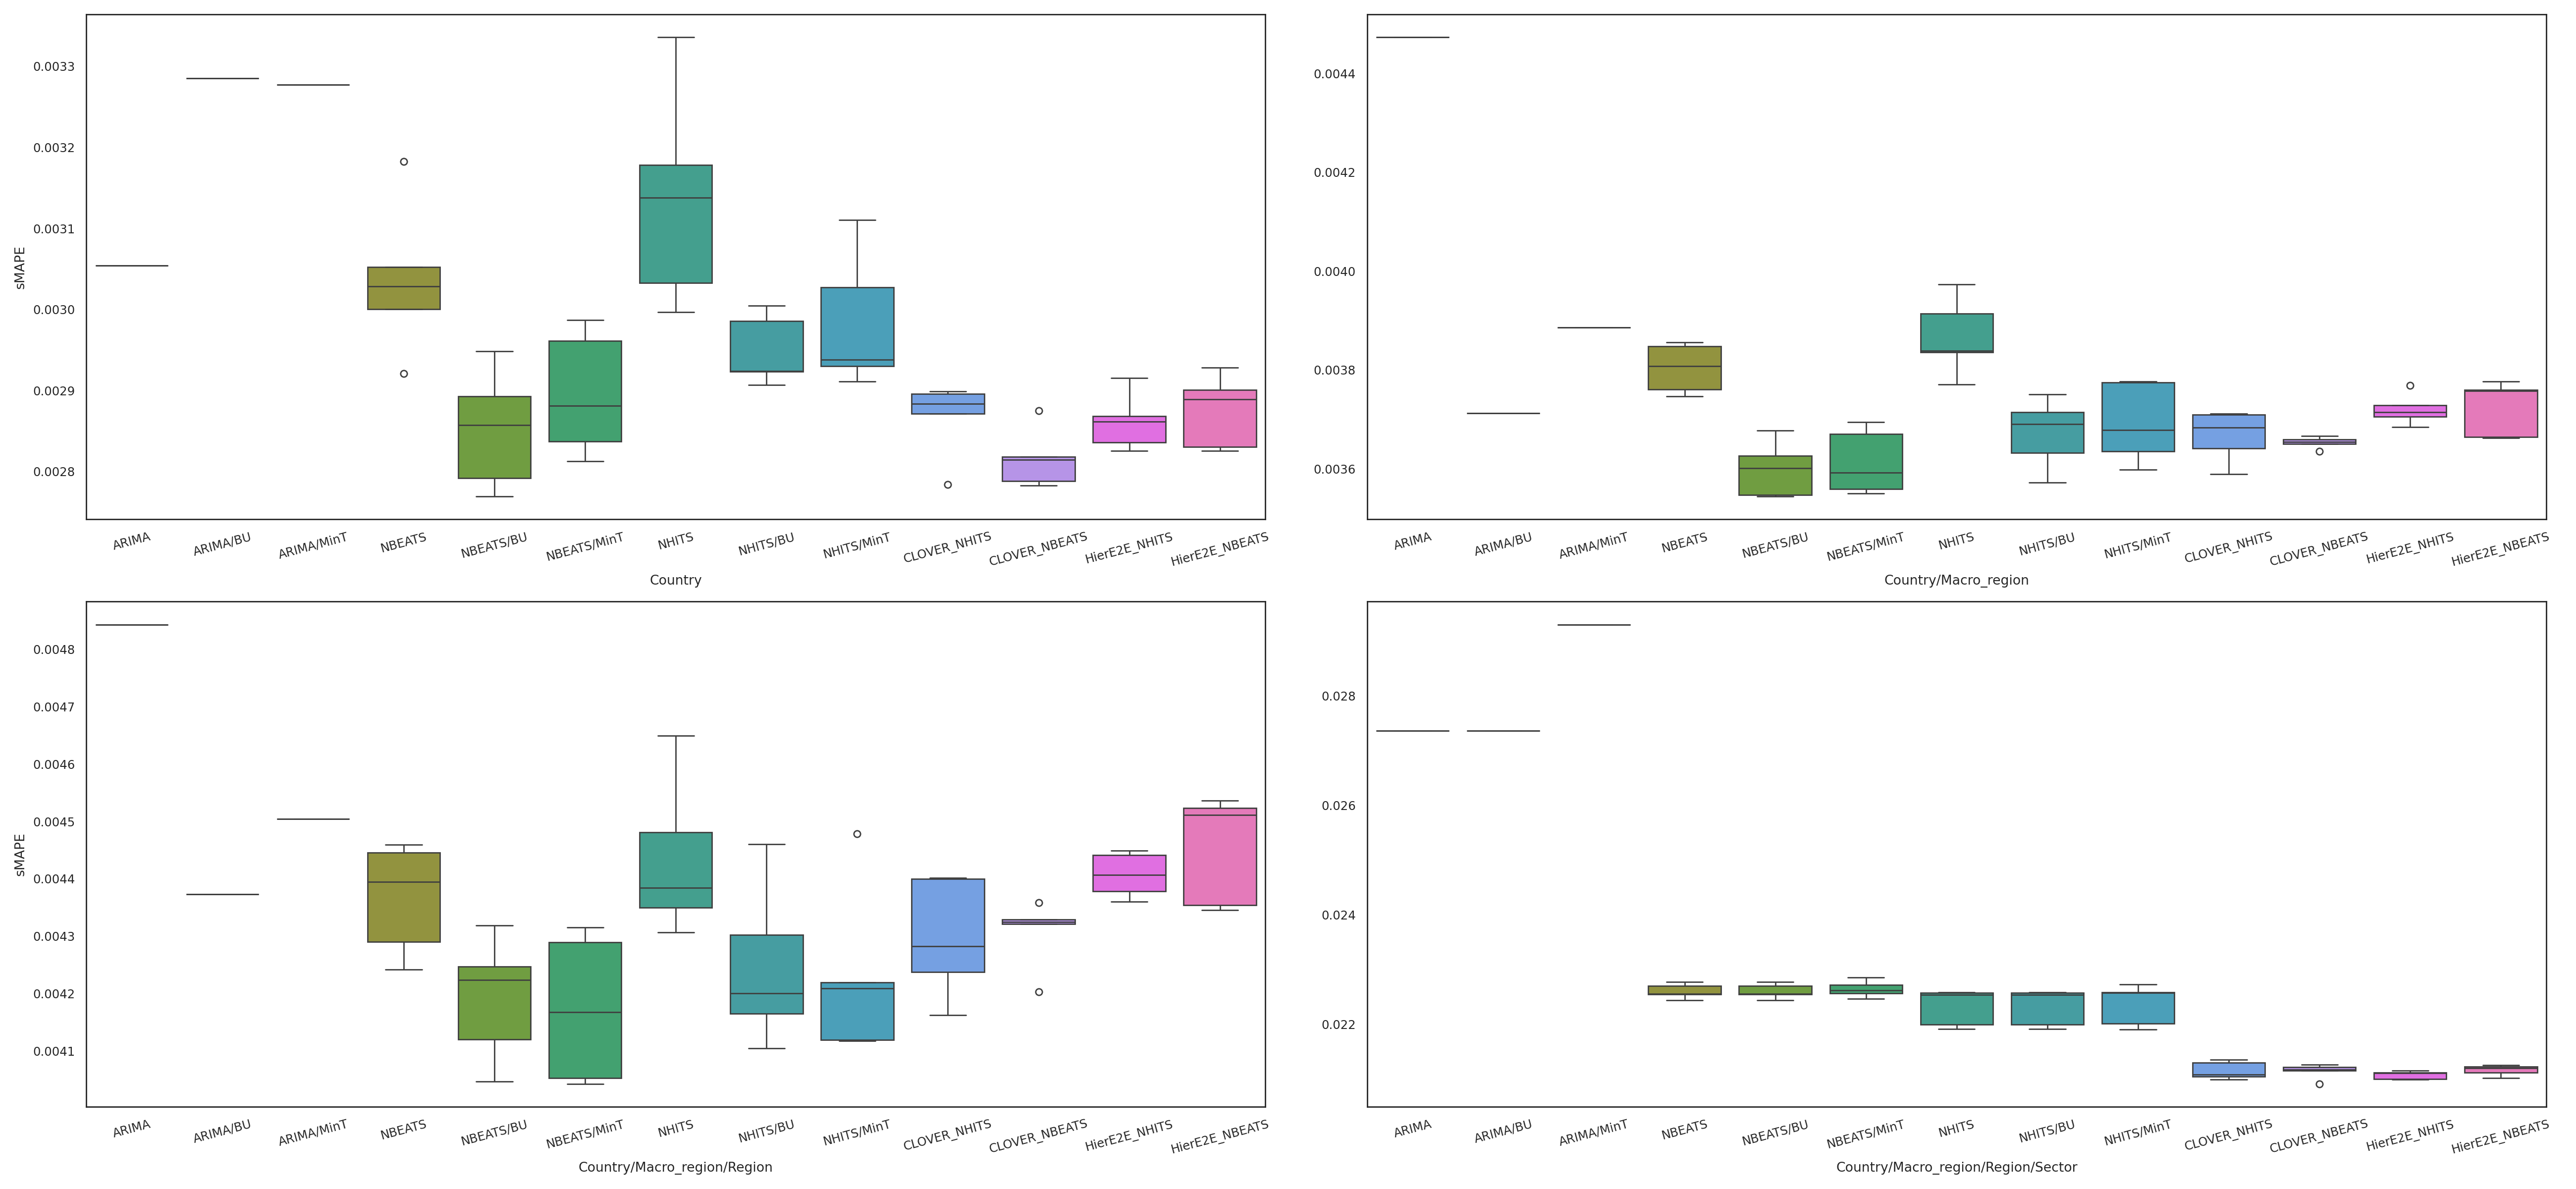 0.0033
0.0032
0.0031
0.0030
0.0029
0.0028
sMAPE
ARIMA ARIMA/BU ARIMA/MinT NBEATS NBEATS/BU NBEATS/MinT NHITS NHITS/BU NHITS/MinT CLOVER_NHITS CLOVER_NBEATS HierE2E_NHITS HierE2E_NBEATS
Country
0.0044
0.0042
0.0040
0.0038
0.0036
ARIMA ARIMA/BU ARIMA/MinT NBEATS NBEATS/BU NBEATS/MinT NHITS NHITS/BU NHITS/MinT CLOVER_NHITS CLOVER_NBEATS HierE2E_NHITS HierE2E_NBEATS
Country/Macro_region
0.0048
0.0047
0.0046
0.0045
0.0044
0.0043
0.0042
0.0041
sMAPE
ARIMA ARIMA/BU ARIMA/MinT NBEATS NBEATS/BU NBEATS/MinT NHITS NHITS/BU NHITS/MinT CLOVER_NHITS CLOVER_NBEATS HierE2E_NHITS HierE2E_NBEATS
Country/Macro_region/Region
0.028
0.026
0.024
0.022
ARIMA ARIMA/BU ARIMA/MinT NBEATS NBEATS/BU NBEATS/MinT NHITS NHITS/BU NHITS/MinT CLOVER_NHITS CLOVER_NBEATS HierE2E_NHITS HierE2E_NBEATS
Country/Macro_region/Region/Sector